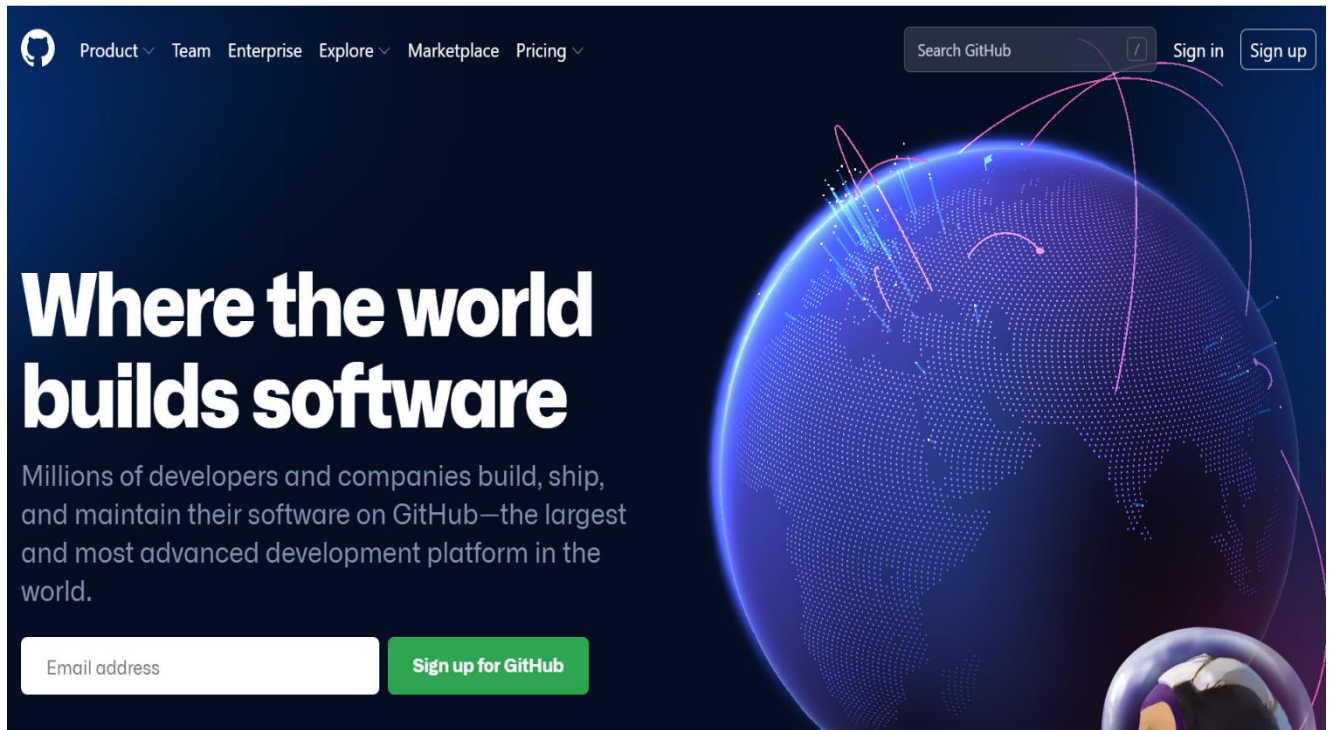 Product Team Enterprise Explore Marketplace Pricing Search GitHub / Sign in Sign up
Where the world
builds software
Millions of developers and companies build, ship,
and maintain their software on GitHub—the largest
and most advanced development platform in the
world.
Email address Sign up for GitHub